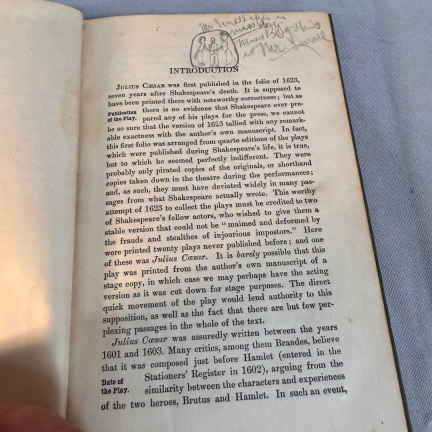 is
INTRODUCTION
JULIUS CÆSAR was first published in the folio of 1623,
seven years after Shakespeare's death. It is supposed to
have been printed there with noteworthy correctness; but as
Publication
of the Play.
there is no evidence that Shakespeare ever pre-
pared any of his plays for the press, we cannot
be so sure that the version of 1623 tallied with any remark-
able exactness with the author's own manuscript. In fact,
this first folio was arranged from quarto editions of the plays
which were published during Shakespeare's life, it is true,
but to which he seemed perfectly indifferent. They were
probably only pirated copies of the originals, or shorthand
copies taken down in the theatre during the performance;
and, as such, they must have deviated widely in many pas-
sages from what Shakespeare actually wrote. This worthy
attempt of 1623 to collect the plays must be credited to two
of Shakespeare's fellow actors, who wished to give them a
stable version that could not be "maimed and deformed by
the frauds and stealthes of injourious impostors." Here
were printed twenty plays never published before; and one
of these was Julius Cæsar. It is barely possible that this
play was printed from the author's own manuscript of a
stage copy, in which case we may perhaps have the acting
version as it was cut down for stage purposes. The direct
quick movement of the play would lend authority to this
supposition, as well as the fact that there are but few per-
plexing passages in the whole of the text.
Julius Cæsar was assuredly written between the years
1601 and 1603. Many critics, among them Brandes, believe
that it was composed just before Hamlet (entered in the
Date of
the Play.
Stationers' Register in 1602), arguing from the
similarity between the characters and experiences
of the two heroes, Brutus and Hamlet. In such an event,